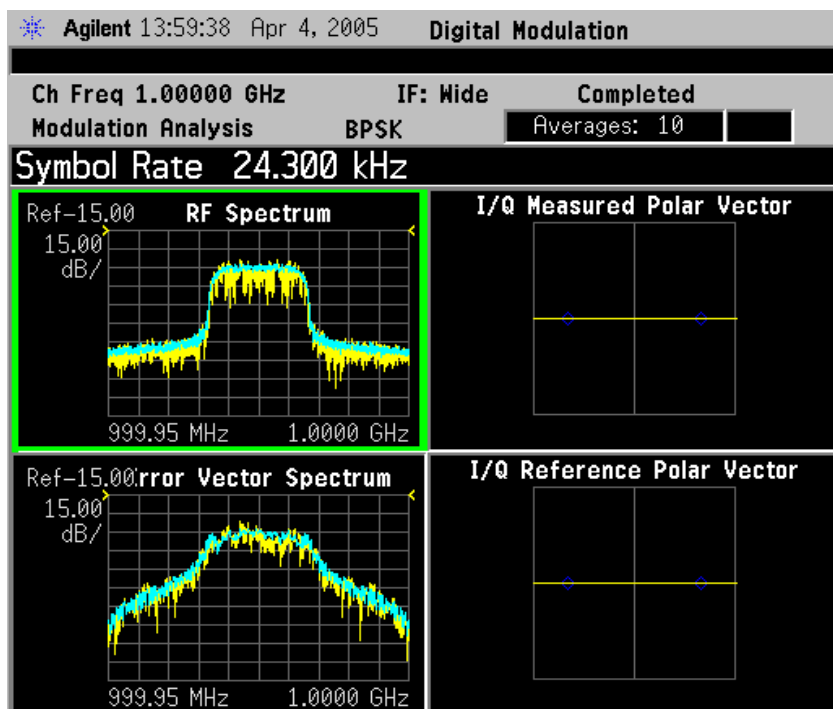 Agilent 13:59:38 Apr 4, 2005 Digital Modulation
Ch Freq 1.00000 GHz IF: Wide Completed
Modulation Analysis BPSK Averages: 10
Symbol Rate 24.300 kHz
Ref-15.00 RF Spectrum
15.00
dB/
999.95 MHz 1.0000 GHz
I/Q Measured Polar Vector
Ref-15.00 rror Vector Spectrum
15.00
dB/
999.95 MHz 1.0000 GHz
I/Q Reference Polar Vector